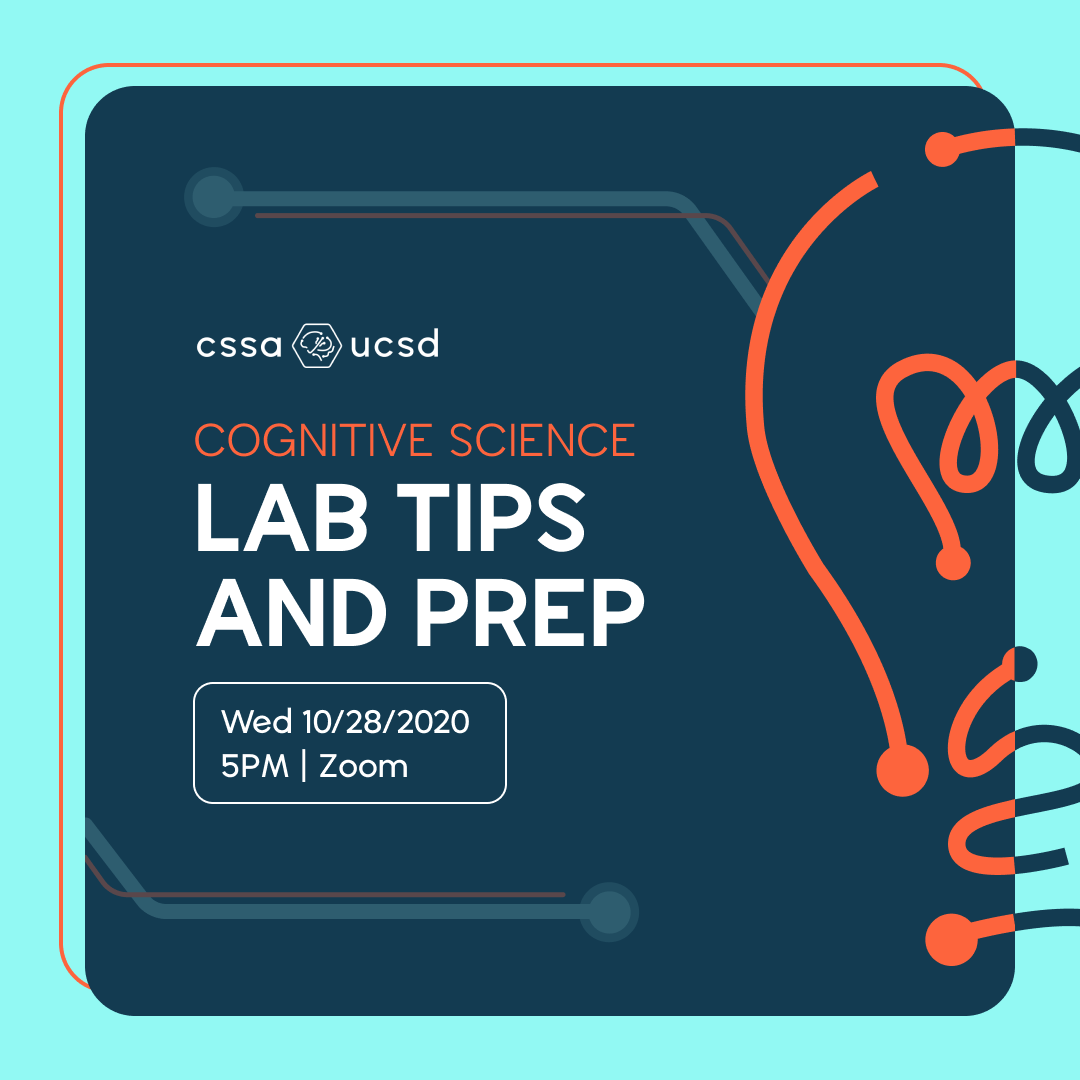 cssa ucsd
COGNITIVE SCIENCE
LAB TIPS
AND PREP
Wed 10/28/2020
5PM | Zoom